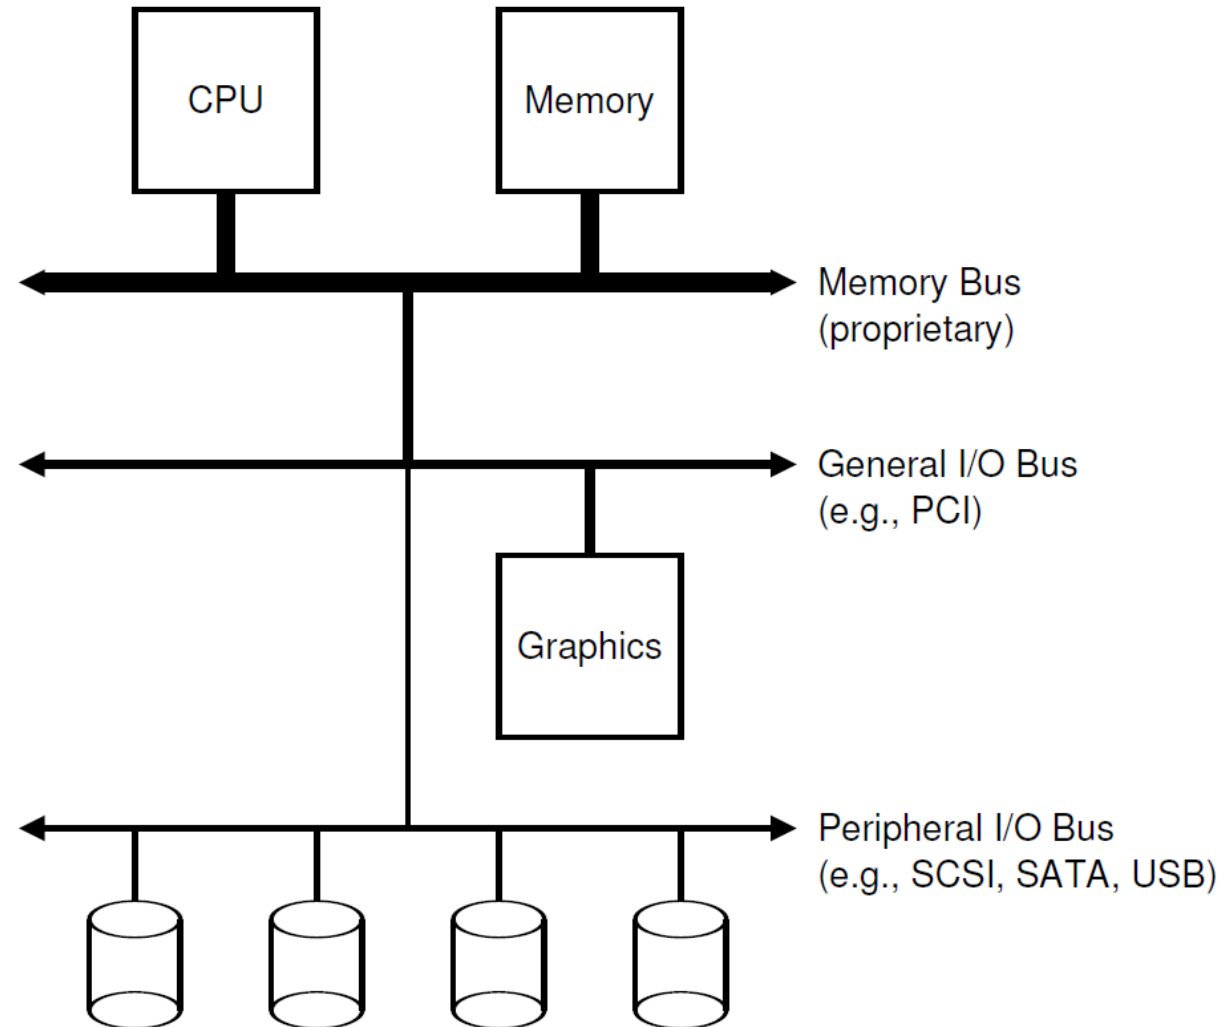 CPU
Memory
Memory Bus
(proprietary)
General I/O Bus
(e.g., PCI)
Graphics
Peripheral I/O Bus
(e.g., SCSI, SATA, USB)